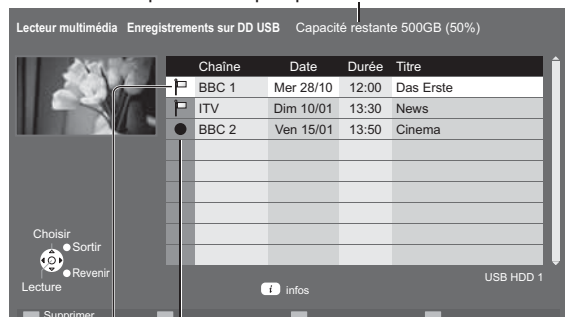 Lecteur multimédia Enregistrements sur DD USB Capacité restante 500GB (50%)
Chaîne Date Durée Titre
BBC 1 Mer 28/10 12:00 Das Erste
ITV Dim 10/01 13:30 News
BBC 2 Ven 15/01 13:50 Cinema
Choisir
Sortir
Revenir
Lecture
USB HDD 1
i infos
Supprimer